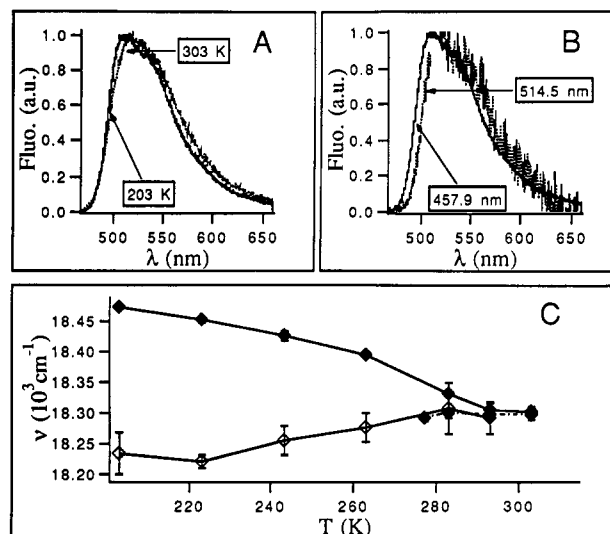 A
Fluo. (a.u.)
1.0
0.8
0.6
0.4
0.2
0.0
303 K
203 K
500 550 600 650
λ (nm)
B
Fluo. (a.u.)
1.0
0.8
0.6
0.4
0.2
0.0
514.5 nm
457.9 nm
500 550 600 650
λ (nm)
C
ν (10³cm⁻¹)
18.45
18.40
18.35
18.30
18.25
18.20
220 240 260 280 300
T (K)